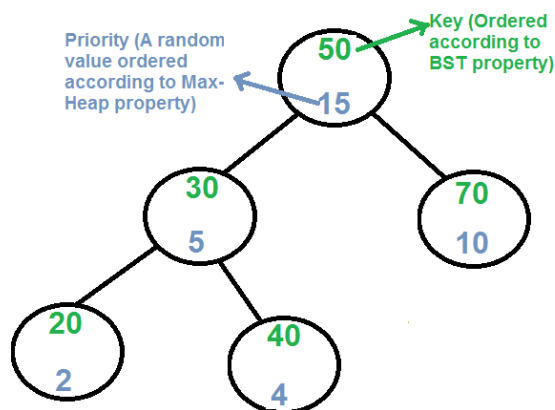 Priority (A random
value ordered
according to Max-
Heap property)
Key (Ordered
according to
BST property)
50
15
30
5
70
10
20
2
40
4